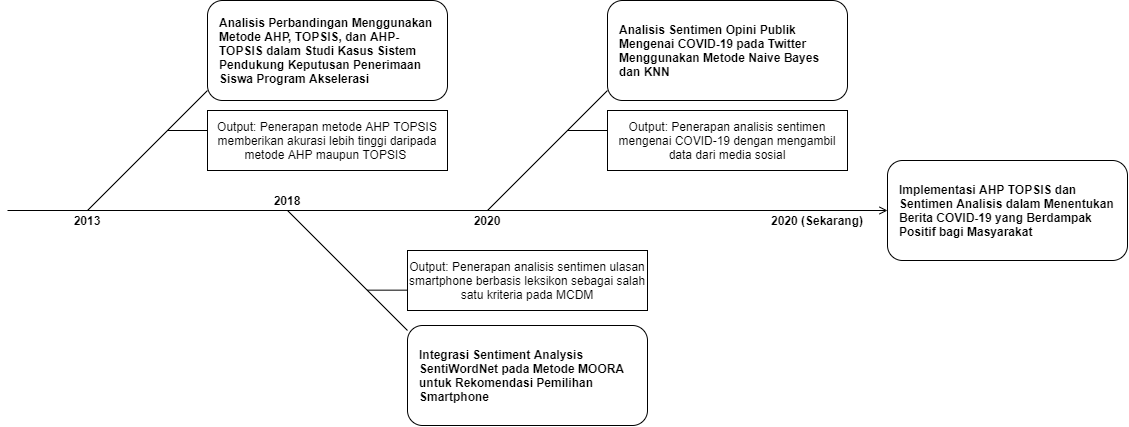 Analisis Perbandingan Menggunakan
Metode AHP, TOPSIS, dan AHP-
TOPSIS dalam Studi Kasus Sistem
Pendukung Keputusan Penerimaan
Siswa Program Akselerasi
Output: Penerapan metode AHP TOPSIS
memberikan akurasi lebih tinggi daripada
metode AHP maupun TOPSIS
2013
2018
Output: Penerapan analisis sentimen ulasan
smartphone berbasis leksikon sebagai salah
satu kriteria pada MCDM
Integrasi Sentiment Analysis
SentiWordNet pada Metode MOORA
untuk Rekomendasi Pemilihan
Smartphone
Analisis Sentimen Opini Publik
Mengenai COVID-19 pada Twitter
Menggunakan Metode Naive Bayes
dan KNN
Output: Penerapan analisis sentimen
mengenai COVID-19 dengan mengambil
data dari media sosial
2020
2020 (Sekarang)
Implementasi AHP TOPSIS dan
Sentimen Analisis dalam Menentukan
Berita COVID-19 yang Berdampak
Positif bagi Masyarakat